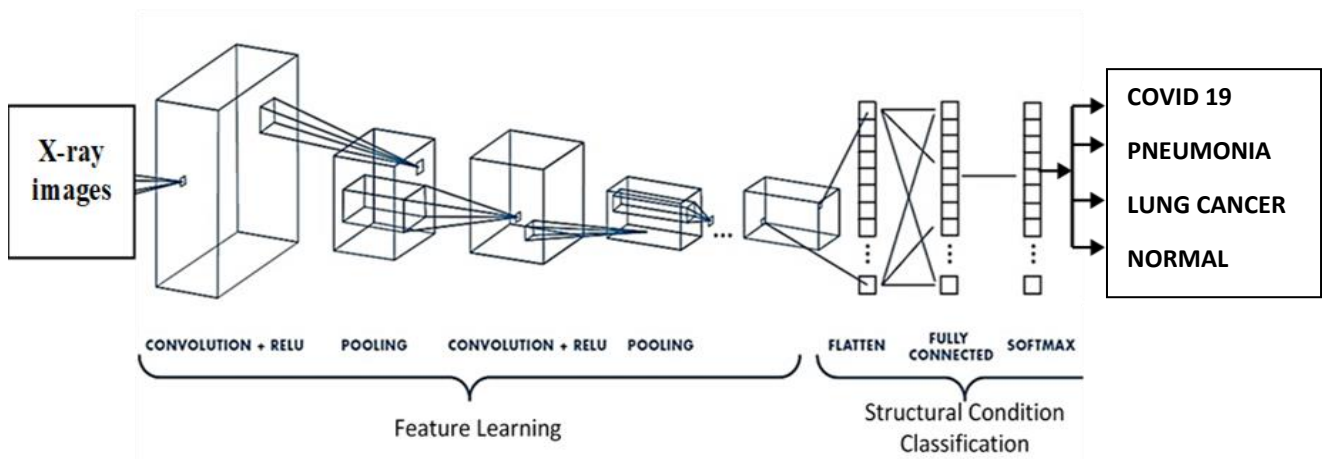 X-ray
images
COVID 19
PNEUMONIA
LUNG CANCER
NORMAL
...
CONVOLUTION + RELU
POOLING
CONVOLUTION + RELU
POOLING
FLATTEN
FULLY
CONNECTED
SOFTMAX
Feature Learning
Structural Condition
Classification